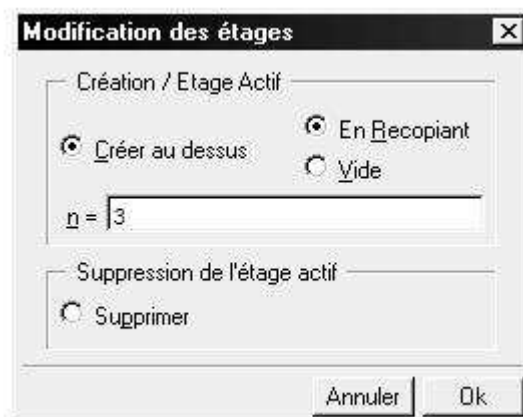 Modification des étages
Création / Etage Actif
Créer au dessus
En Recopiant
Vide
n = 3
Suppression de l'étage actif
Supprimer
Annuler
Ok